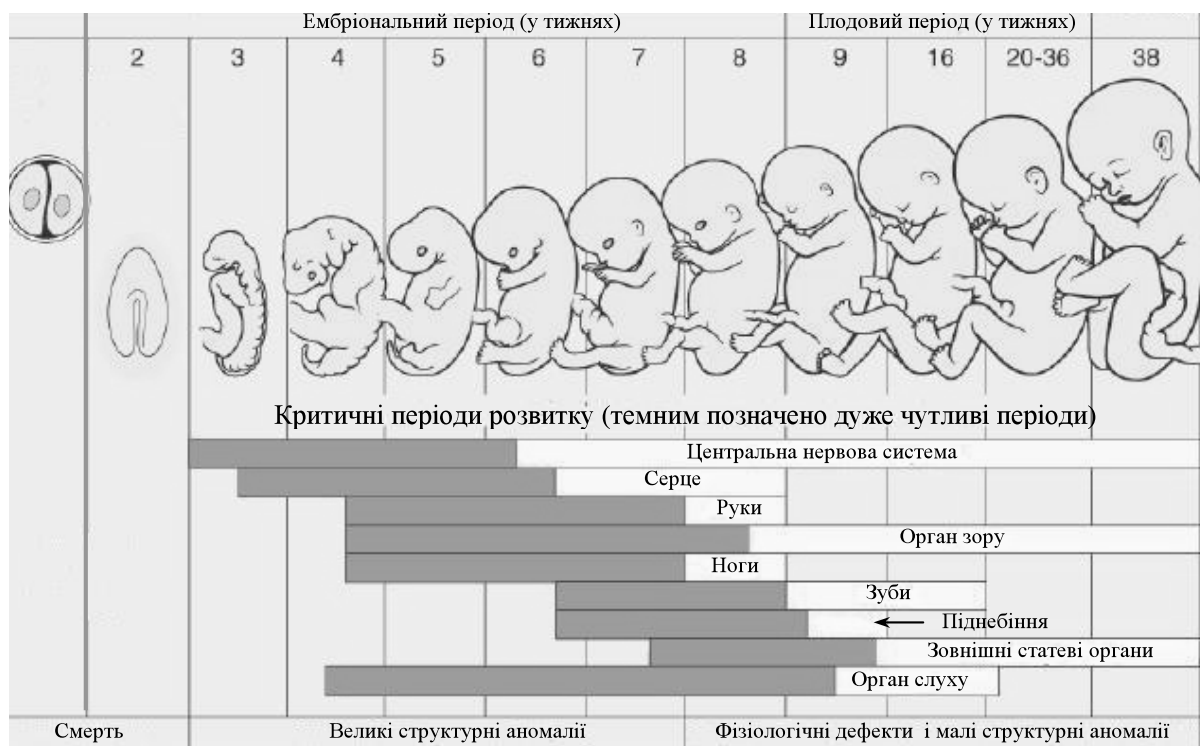 Ембріональний період (у тижнях)
Плодовий період (у тижнях)
2 3 4 5 6 7 8 9 16 20-36 38
Критичні періоди розвитку (темним позначено дуже чутливі періоди)
Центральна нервова система
Серце
Руки
Орган зору
Ноги
Зуби
Піднебіння
Зовнішні статеві органи
Орган слуху
Смерть
Великі структурні аномалії
Фізіологічні дефекти і малі структурні аномалії